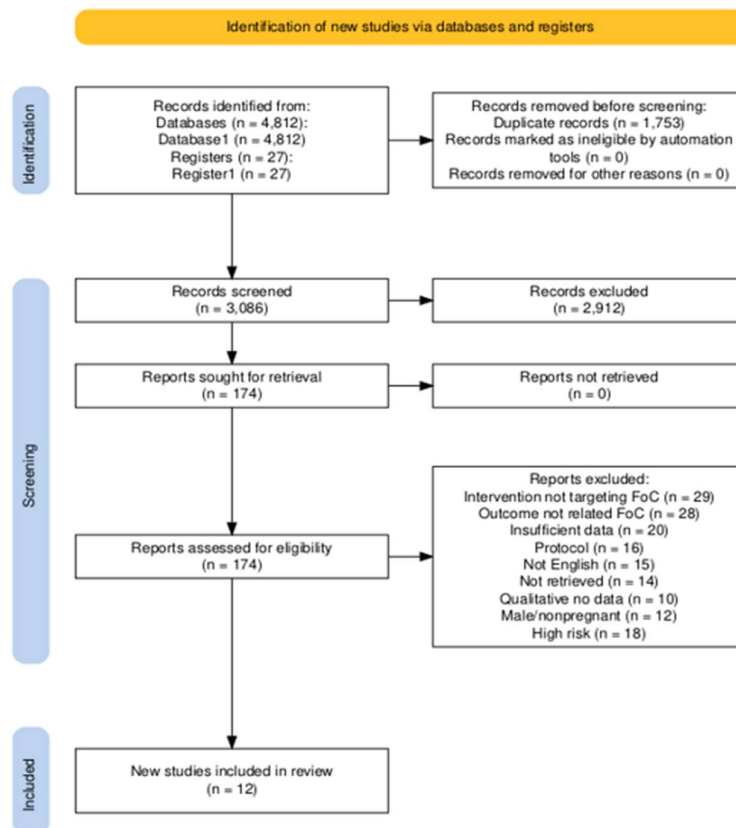 Identification of new studies via databases and registers
Identification
Records identified from:
Databases (n = 4,812):
Database1 (n = 4,812)
Registers (n = 27):
Register1 (n = 27)
Records removed before screening:
Duplicate records (n = 1,753)
Records marked as ineligible by automation
tools (n = 0)
Records removed for other reasons (n = 0)
Screening
Records screened
(n = 3,086)
Records excluded
(n = 2,912)
Reports sought for retrieval
(n = 174)
Reports not retrieved
(n = 0)
Reports assessed for eligibility
(n = 174)
Reports excluded:
Intervention not targeting FoC (n = 29)
Outcome not related FoC (n = 28)
Insufficient data (n = 20)
Protocol (n = 16)
Not English (n = 15)
Not retrieved (n = 14)
Qualitative no data (n = 10)
Male/nonpregnant (n = 12)
High risk (n = 18)
Included
New studies included in review
(n = 12)